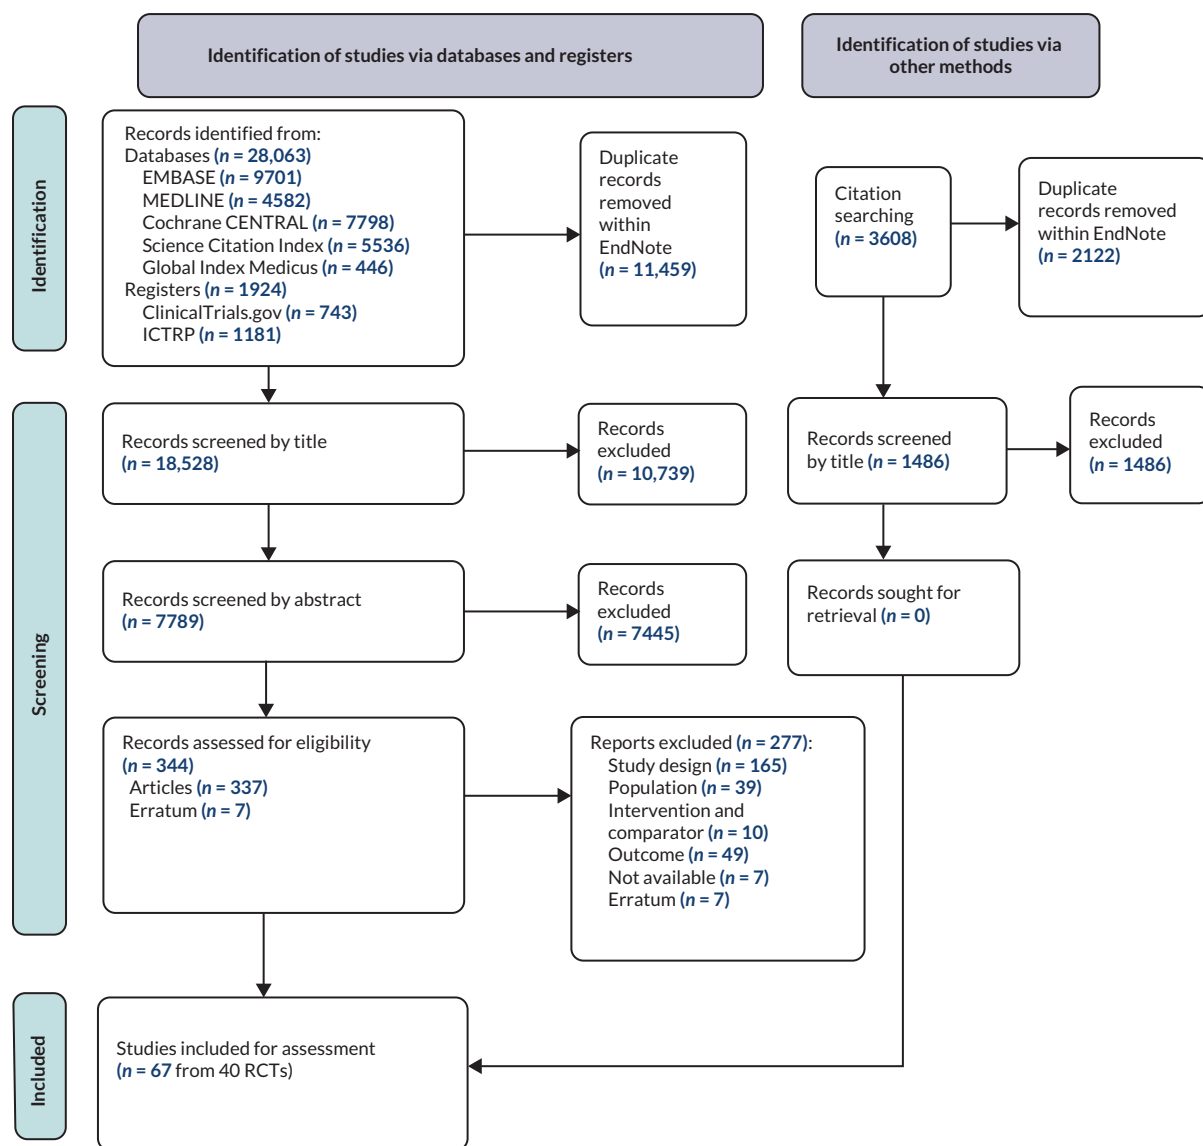 Identification of studies via databases and registers
Identification of studies via
other methods
Identification
Records identified from:
Databases (n = 28,063)
EMBASE (n = 9701)
MEDLINE (n = 4582)
Cochrane CENTRAL (n = 7798)
Science Citation Index (n = 5536)
Global Index Medicus (n = 446)
Registers (n = 1924)
ClinicalTrials.gov (n = 743)
ICTRP (n = 1181)
Duplicate
records
removed
within
EndNote
(n = 11,459)
Citation
searching
(n = 3608)
Duplicate
records removed
within EndNote
(n = 2122)
Screening
Records screened by title
(n = 18,528)
Records
excluded
(n = 10,739)
Records screened
by title (n = 1486)
Records
excluded
(n = 1486)
Records screened by abstract
(n = 7789)
Records
excluded
(n = 7445)
Records sought for
retrieval (n = 0)
Records assessed for eligibility
(n = 344)
Articles (n = 337)
Erratum (n = 7)
Reports excluded (n = 277):
Study design (n = 165)
Population (n = 39)
Intervention and
comparator (n = 10)
Outcome (n = 49)
Not available (n = 7)
Erratum (n = 7)
Included
Studies included for assessment
(n = 67 from 40 RCTs)